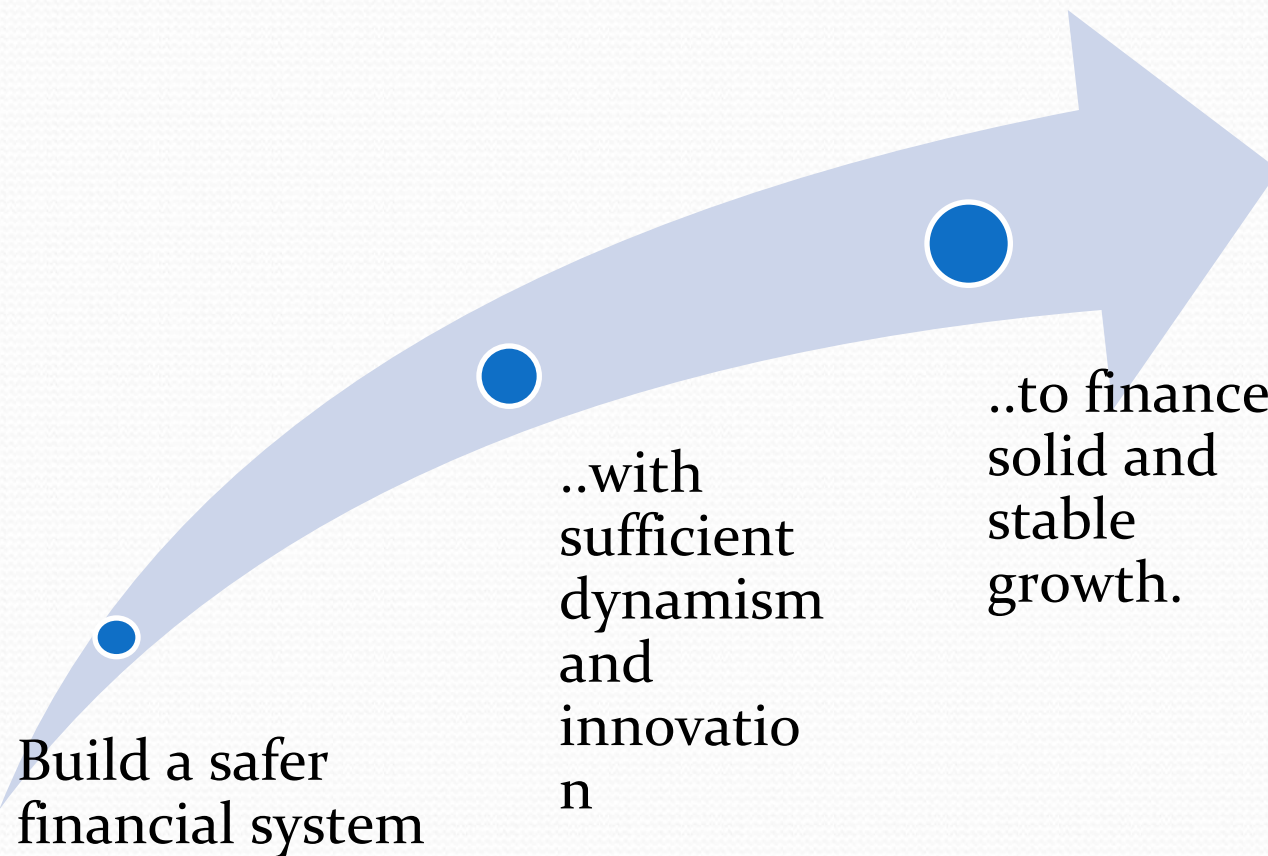 Build a safer
financial system
..with
sufficient
dynamism
and
innovatio
n
..to finance
solid and
stable
growth.